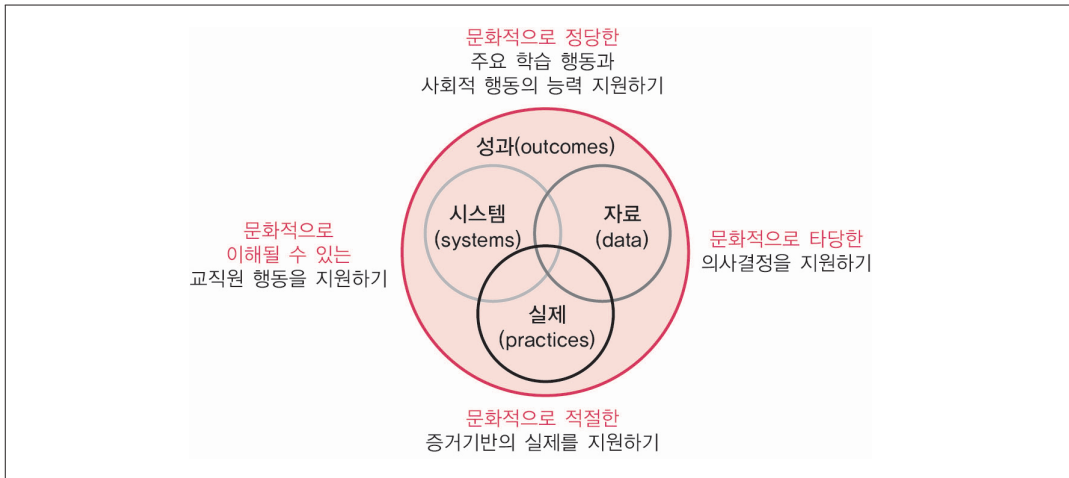 문화적으로 정당한
주요 학습 행동과
사회적 행동의 능력 지원하기
성과(outcomes)
시스템
(systems)
자료
(data)
문화적으로
이해될 수 있는
교직원 행동을 지원하기
문화적으로 타당한
의사결정을 지원하기
실제
(practices)
문화적으로 적절한
증거기반의 실제를 지원하기